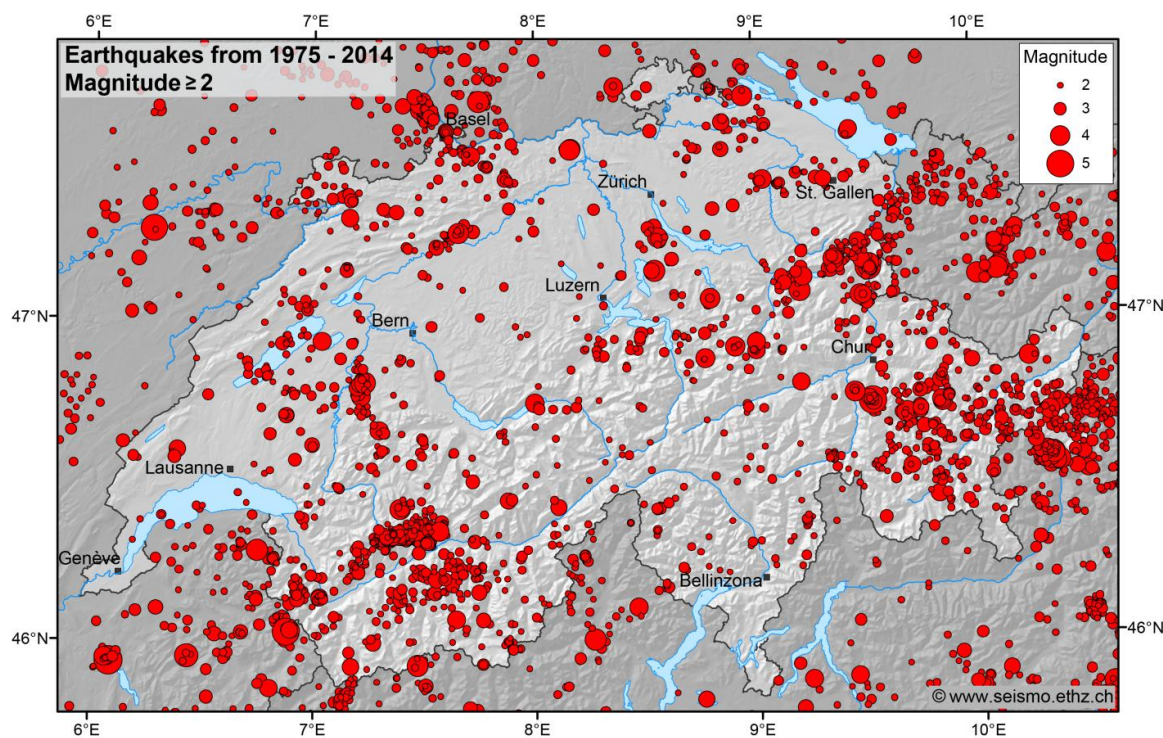 6°E 7°E 8°E 9°E 10°E
Earthquakes from 1975 - 2014
Magnitude ≥ 2
Magnitude
2
3
4
5
Basel
Zürich
St. Gallen
Luzern
47°N
47°N
Bern
Chur
Lausanne
Genève
Bellinzona
46°N
46°N
© www.seismo.ethz.ch
6°E 7°E 8°E 9°E 10°E